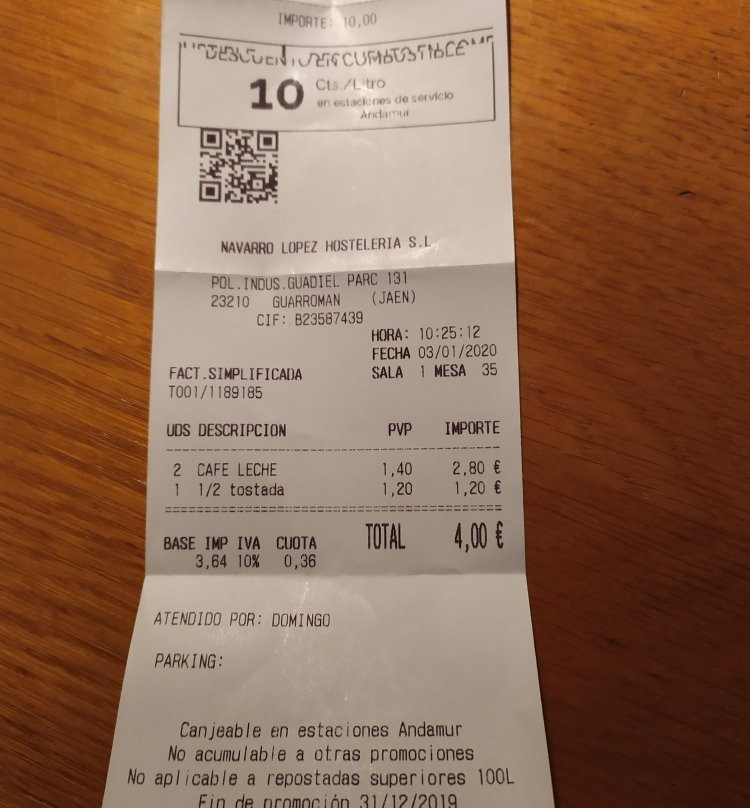 IMPORTE: 10,00
10 Cts /Litro
en estaciones de servicio
Andamur
NAVARRO LOPEZ HOSTELERIA S.L.
POL.INDUS.GUADIEL PARC 131
23210 GUARROMAN (JAEN)
CIF: B23587439
HORA: 10:25:12
FECHA 03/01/2020
FACT.SIMPLIFICADA SALA 1 MESA 35
T001/1189185
UDS DESCRIPCION PVP IMPORTE
2 CAFE LECHE 1,40 2,80 €
1 1/2 tostada 1,20 1,20 €
BASE IMP IVA CUOTA TOTAL 4,00 €
3,64 10% 0,36
ATENDIDO POR: DOMINGO
PARKING:
Canjeable en estaciones Andamur
No acumulable a otras promociones
No aplicable a repostadas superiores 100L
Fin de promoción 31/12/2019